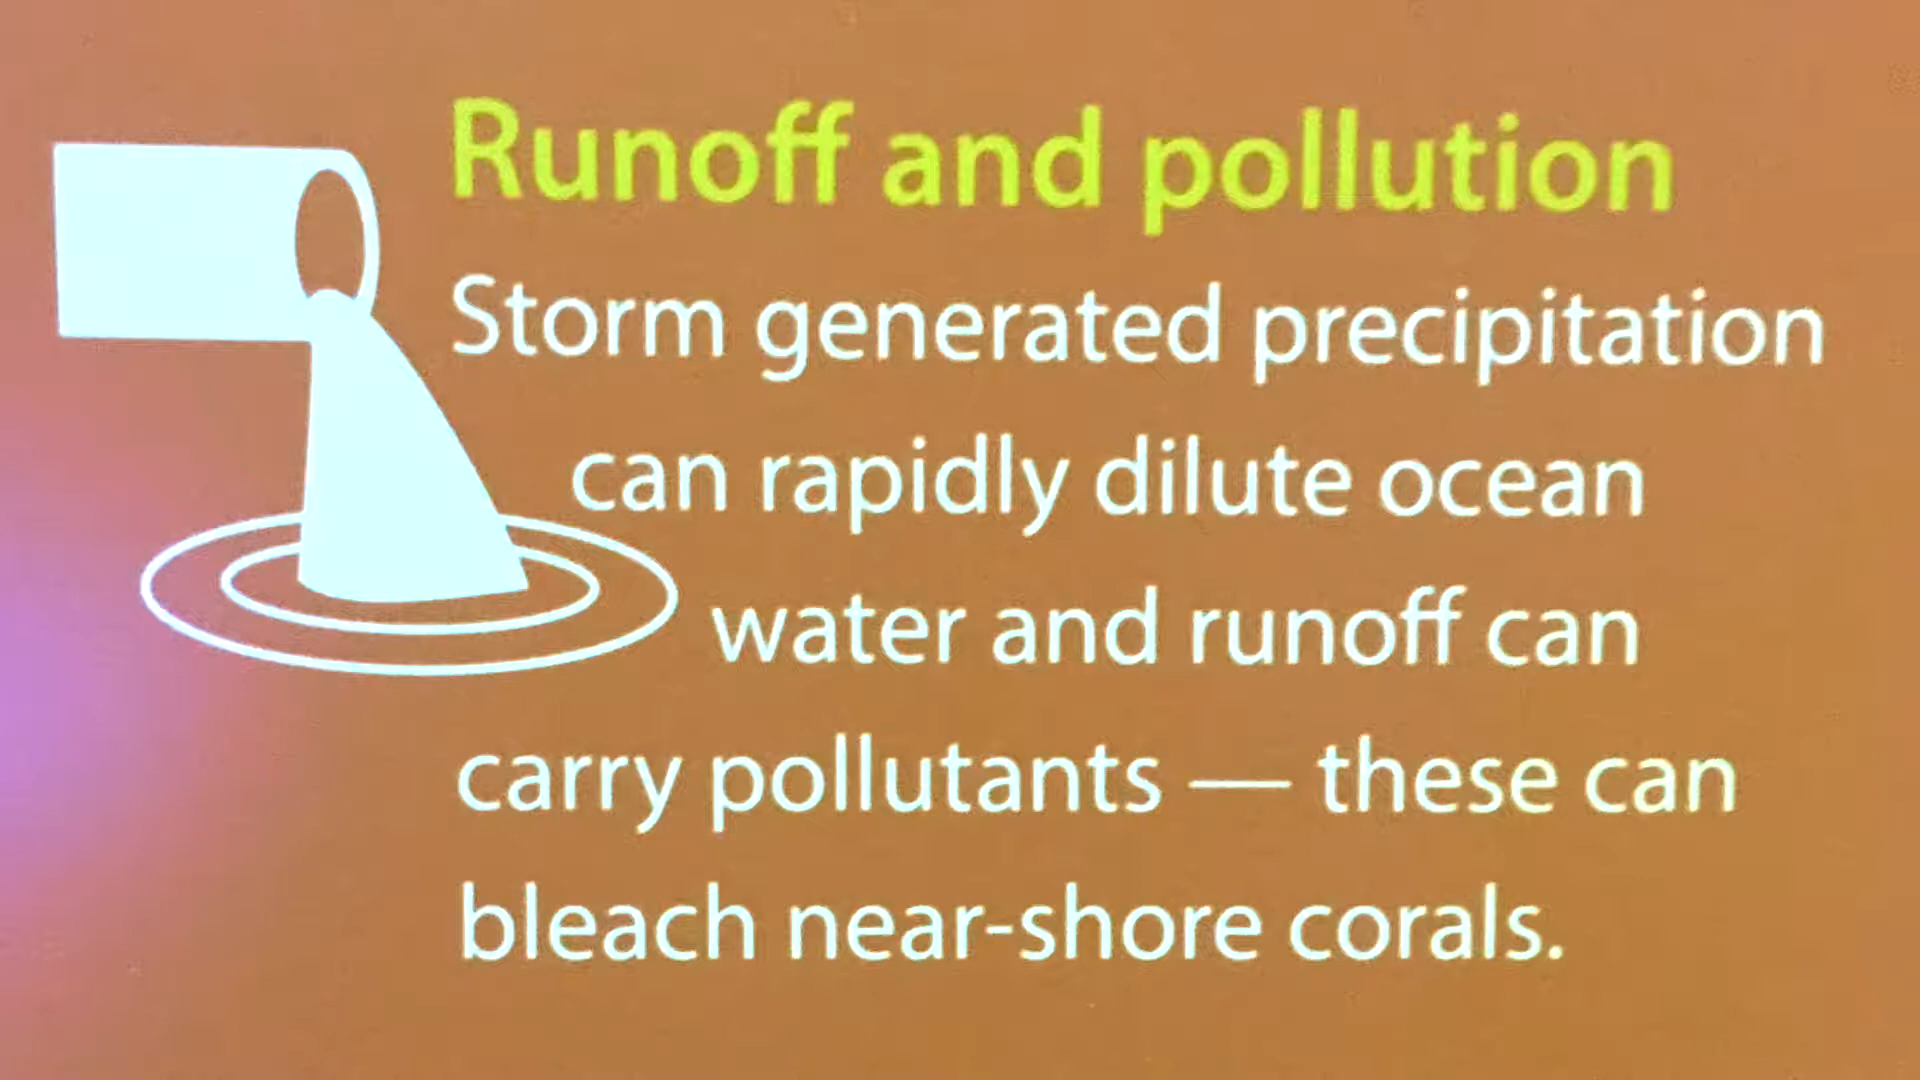 Runoff and pollution
Storm generated precipitation
can rapidly dilute ocean
water and runoff can
carry pollutants — these can
bleach near-shore corals.